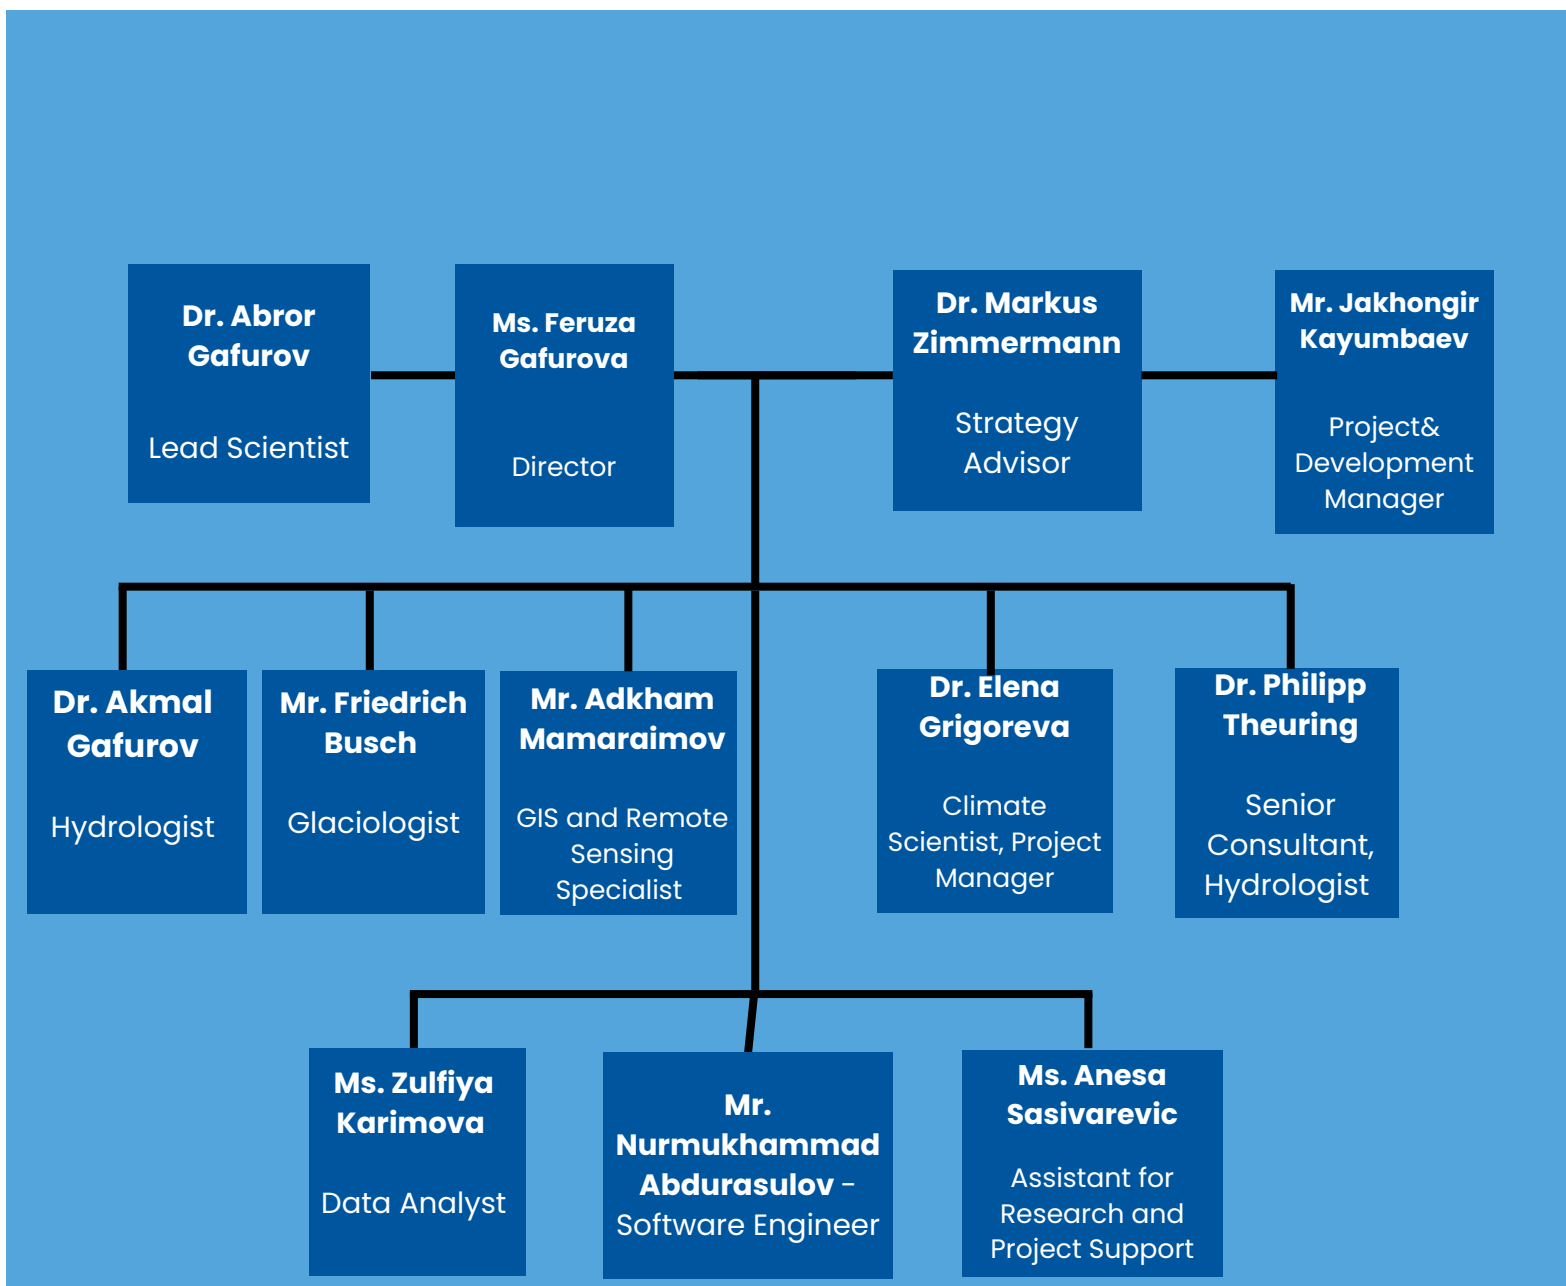 Dr. Abror
Gafurov
Lead Scientist
Ms. Feruza
Gafurova
Director
Dr. Markus
Zimmermann
Strategy
Advisor
Mr. Jakhongir
Kayumbaev
Project&
Development
Manager
Dr. Akmal
Gafurov
Hydrologist
Mr. Friedrich
Busch
Glaciologist
Mr. Adkham
Mamaraimov
GIS and Remote
Sensing
Specialist
Dr. Elena
Grigoreva
Climate
Scientist, Project
Manager
Dr. Philipp
Theuring
Senior
Consultant,
Hydrologist
Ms. Zulfiya
Karimova
Data Analyst
Mr.
Nurmukhammad
Abdurasulov -
Software Engineer
Ms. Anesa
Sasivarevic
Assistant for
Research and
Project Support